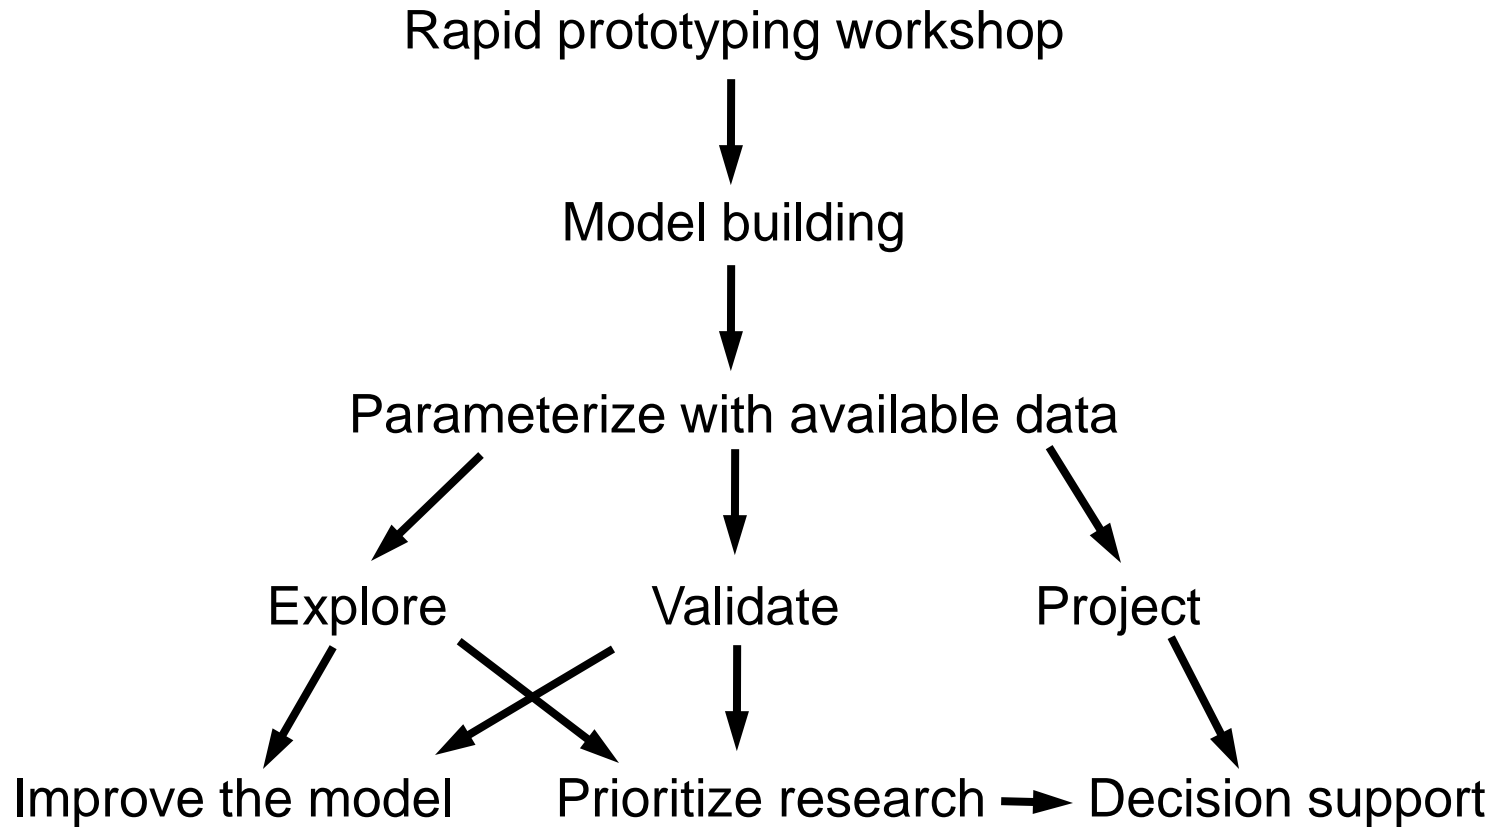 Rapid prototyping workshop
Model building
Parameterize with available data
Explore
Validate
Project
Improve the model
Prioritize research
Decision support